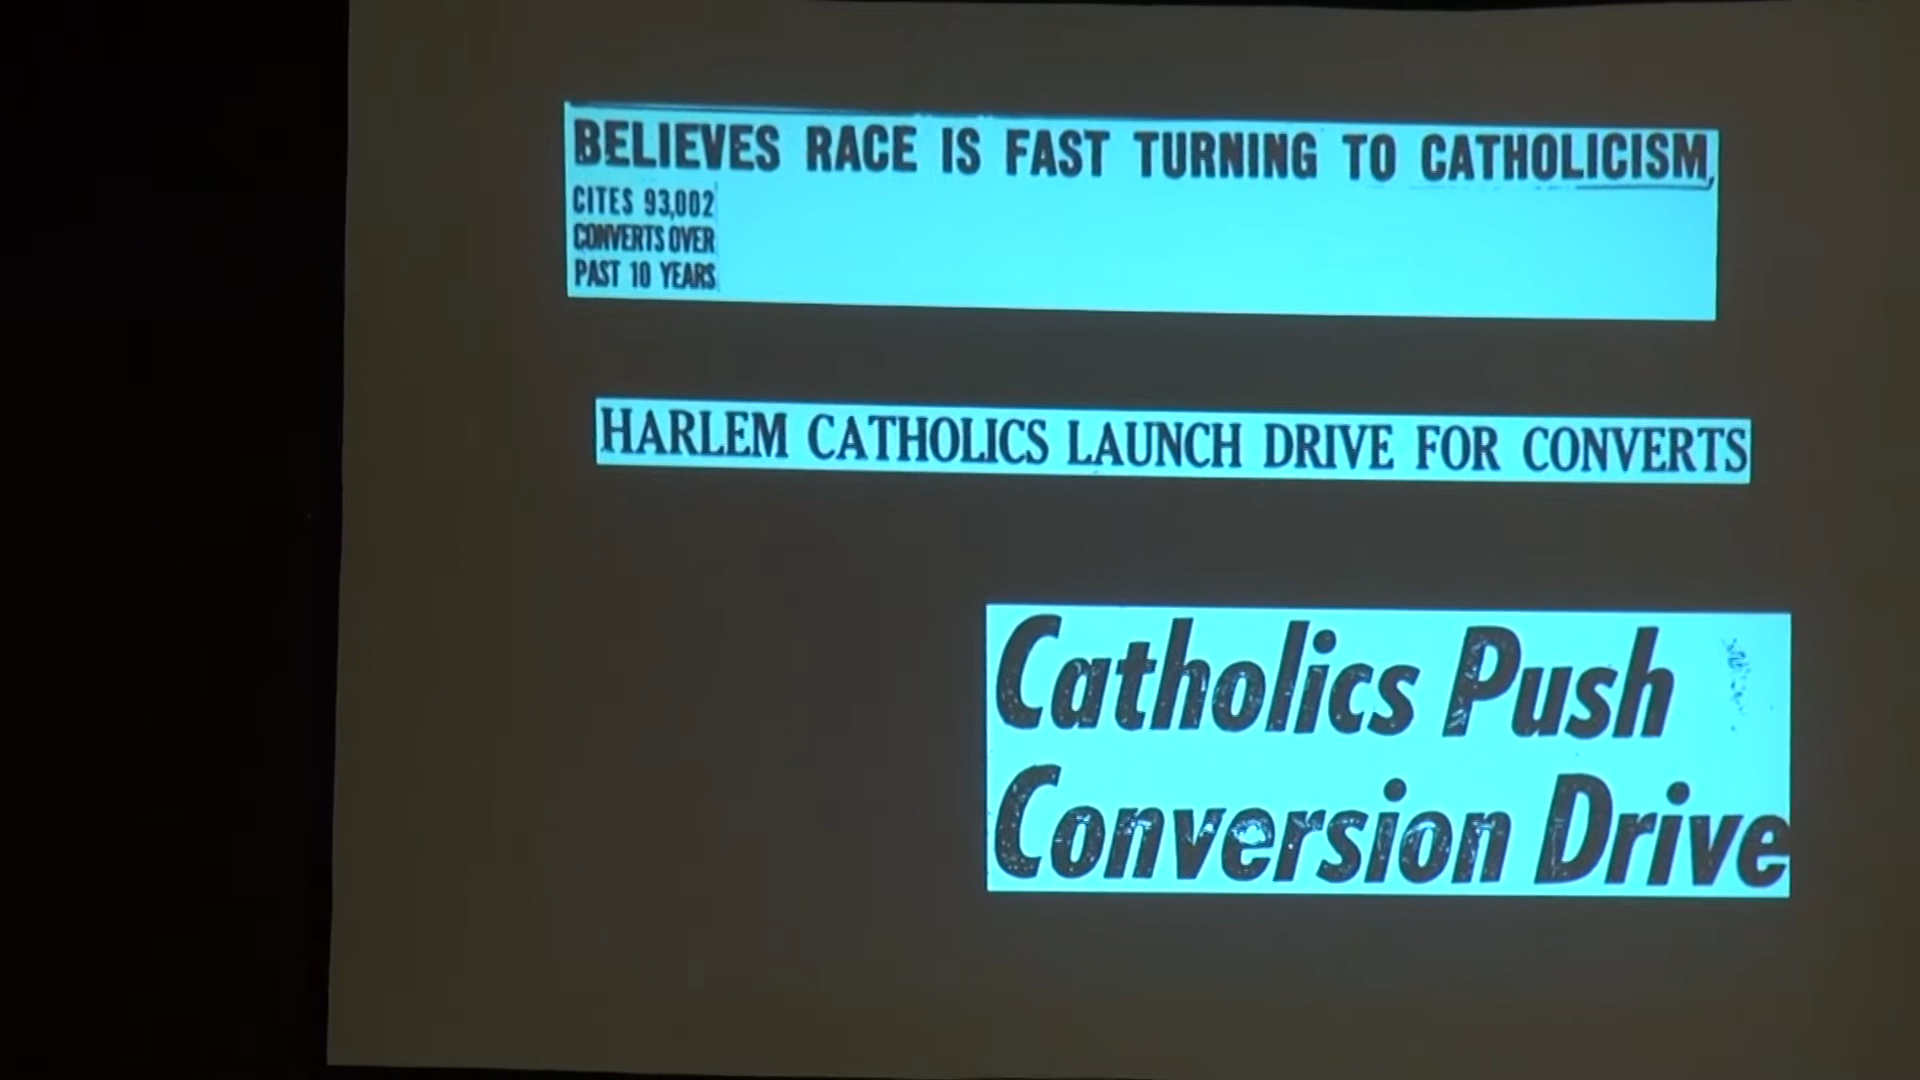 BELIEVES RACE IS FAST TURNING TO CATHOLICISM,
CITES 93,002
CONVERTS OVER
PAST 10 YEARS
HARLEM CATHOLICS LAUNCH DRIVE FOR CONVERTS
Catholics Push
Conversion Drive